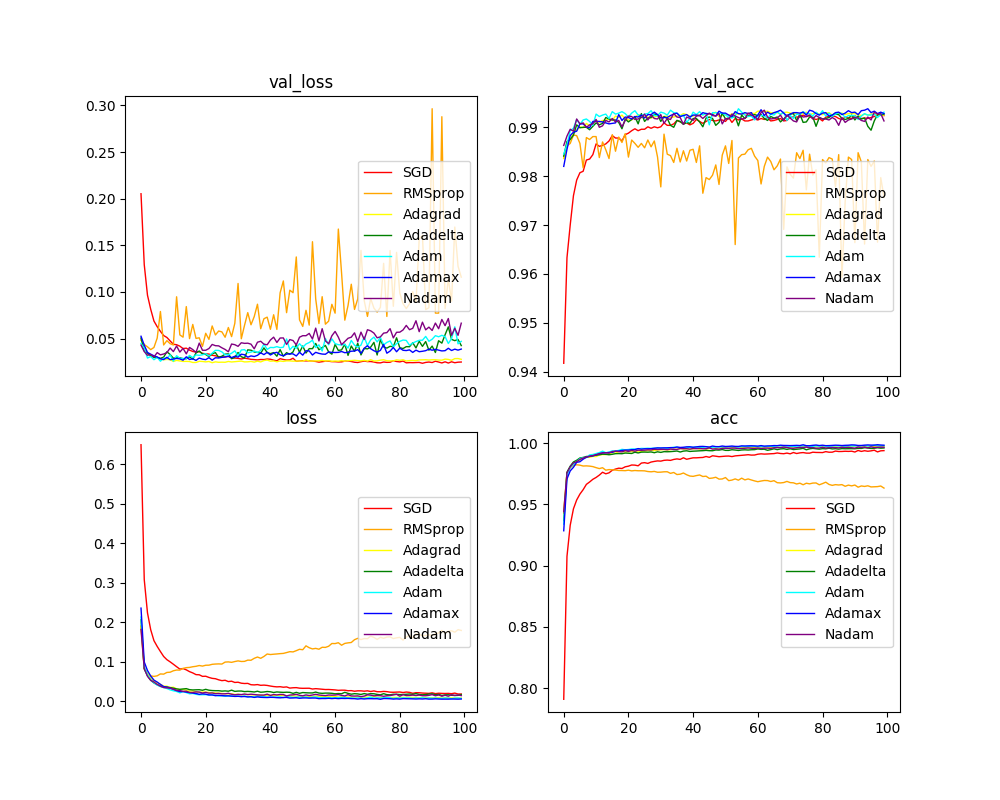 val_loss
0.30
0.25
0.20
0.15
0.10
0.05
0 20 40 60 80 100
SGD
RMSprop
Adagrad
Adadelta
Adam
Adamax
Nadam
val_acc
0.99
0.98
0.97
0.96
0.95
0.94
0 20 40 60 80 100
SGD
RMSprop
Adagrad
Adadelta
Adam
Adamax
Nadam
loss
0.6
0.5
0.4
0.3
0.2
0.1
0.0
0 20 40 60 80 100
SGD
RMSprop
Adagrad
Adadelta
Adam
Adamax
Nadam
acc
1.00
0.95
0.90
0.85
0.80
0 20 40 60 80 100
SGD
RMSprop
Adagrad
Adadelta
Adam
Adamax
Nadam